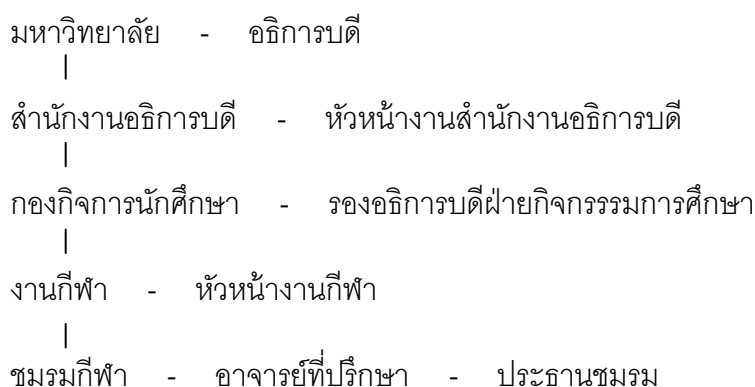 มหาวิทยาลัย - อธิการบดี
|
สำนักงานอธิการบดี - หัวหน้างานสำนักงานอธิการบดี
|
กองกิจการนักศึกษา - รองอธิการบดีฝ่ายกิจกรรรมการศึกษา
|
งานกีฬา - หัวหน้างานกีฬา
|
ชมรมกีฬา - อาจารย์ที่ปรึกษา - ประธานชมรม